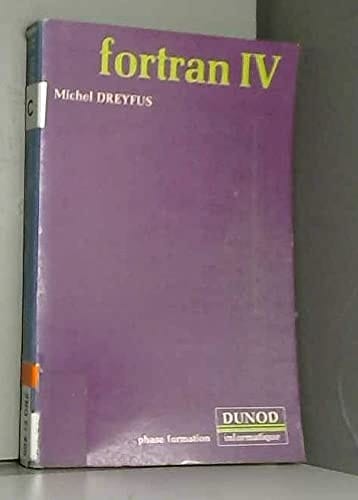 fortran IV
Michel DREYFUS
C
DUNOD
phase formation
informatique